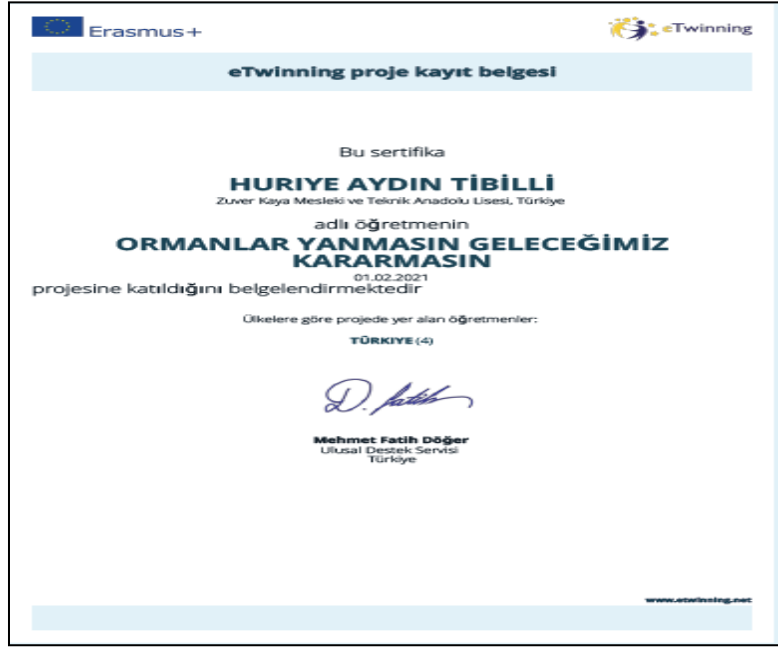 Erasmus+
eTwinning
eTwinning proje kayıt belgesi
Bu sertifika
HURIYE AYDIN TİBİLLİ
Zuver Kaya Mesleki ve Teknik Anadolu Lisesi, Türkiye
adlı öğretmenin
ORMANLAR YANMASIN GELECEĞİMİZ
KARARMASIN
01.02.2021
projesine katıldığını belgelendirmektedir
Ülkelere göre projede yer alan öğretmenler:
TÜRKIYE (4)
D. fatih
Mehmet Fatih Döğer
Ulusal Destek Servisi
Türkiye
www.etwinning.net